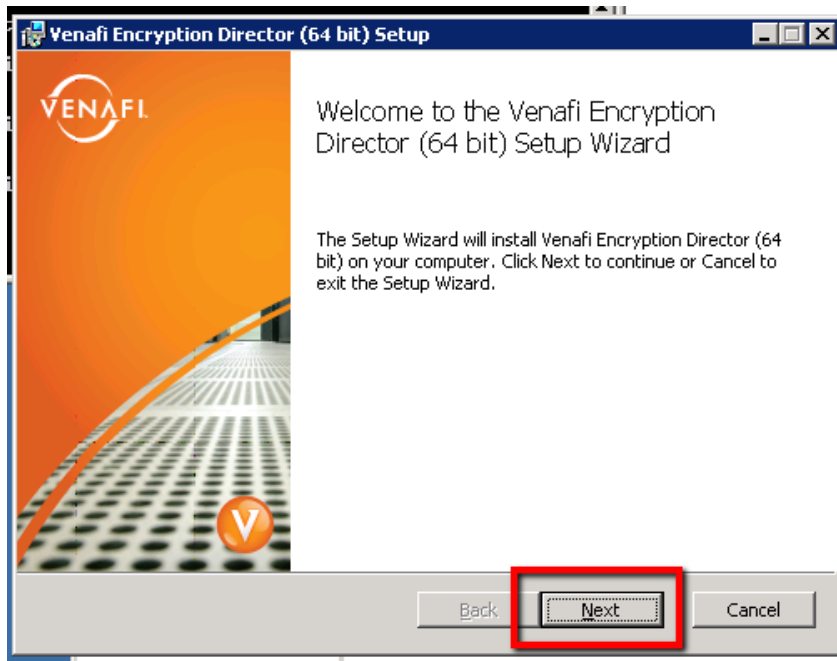 Venafi Encryption Director (64 bit) Setup
VENAFI
Welcome to the Venafi Encryption
Director (64 bit) Setup Wizard
The Setup Wizard will install Venafi Encryption Director (64
bit) on your computer. Click Next to continue or Cancel to
exit the Setup Wizard.
V
Back Next Cancel